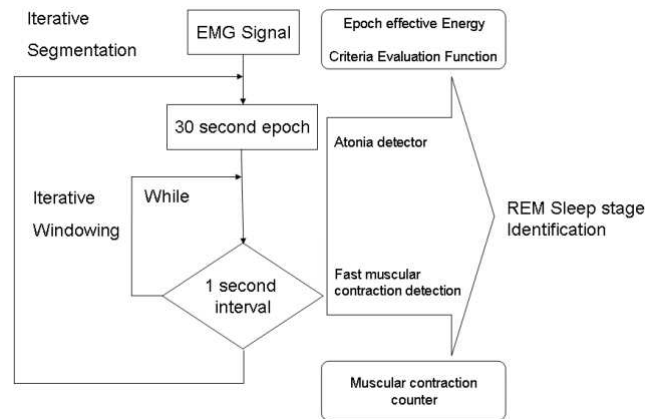 Iterative
Segmentation
EMG Signal
Epoch effective Energy
Criteria Evaluation Function
30 second epoch
Atonia detector
Iterative
Windowing
While
REM Sleep stage
Identification
1 second
interval
Fast muscular
contraction detection
Muscular contraction
counter